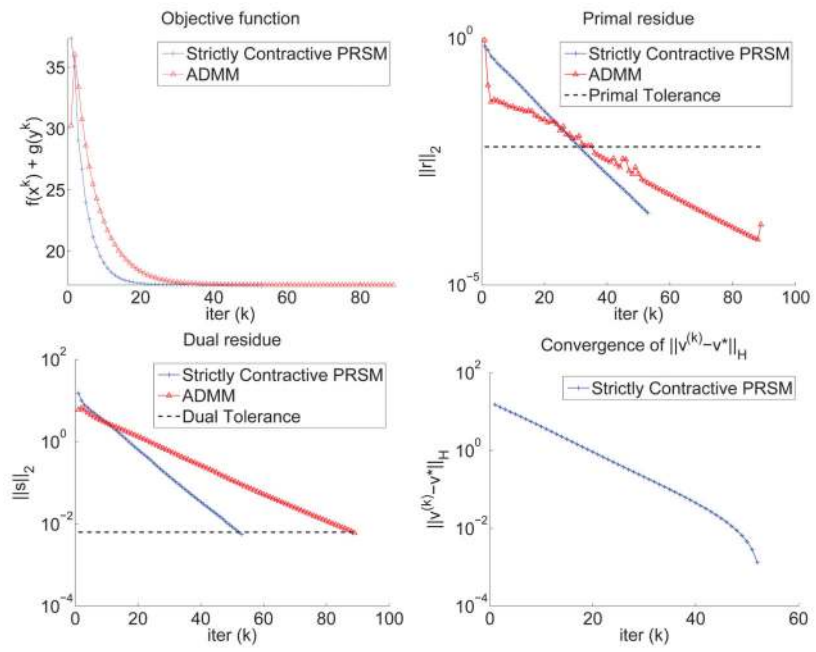 Objective function
Strictly Contractive PRSM
ADMM
35
30
25
20
f(x^k) + g(y^k)
0
20
40
60
80
iter (k)
Primal residue
Strictly Contractive PRSM
ADMM
Primal Tolerance
10^0
10^-5
||r||_2
0
20
40
60
80
100
iter (k)
Dual residue
Strictly Contractive PRSM
ADMM
Dual Tolerance
10^2
10^0
10^-2
10^-4
||s||_2
0
20
40
60
80
100
iter (k)
Convergence of ||v^(k)-v*||_H
Strictly Contractive PRSM
10^2
10^0
10^-2
10^-4
||v^(k)-v*||_H
0
20
40
60
iter (k)